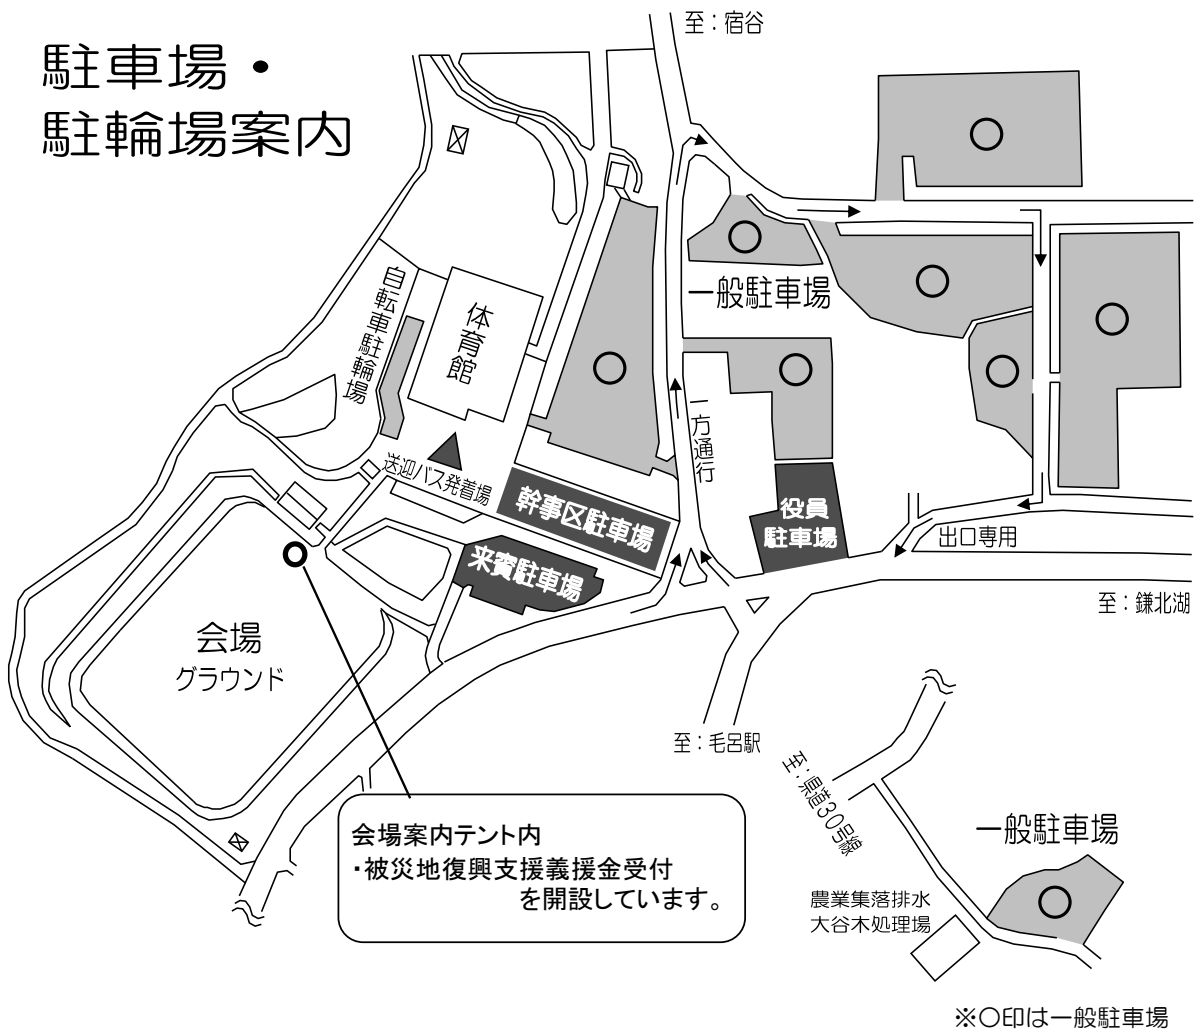 駐車場・
駐輪場案内
至：宿谷
一般駐車場
自転車駐輪場
体育館
一方通行
送迎バス発着場
幹事区駐車場
役員
駐車場
来賓駐車場
出口専用
至：鎌北湖
会場
グラウンド
至：毛呂駅
至：県道30号線
会場案内テント内
・被災地復興支援義援金受付
を開設しています。
一般駐車場
農業集落排水
大谷木処理場
※〇印は一般駐車場